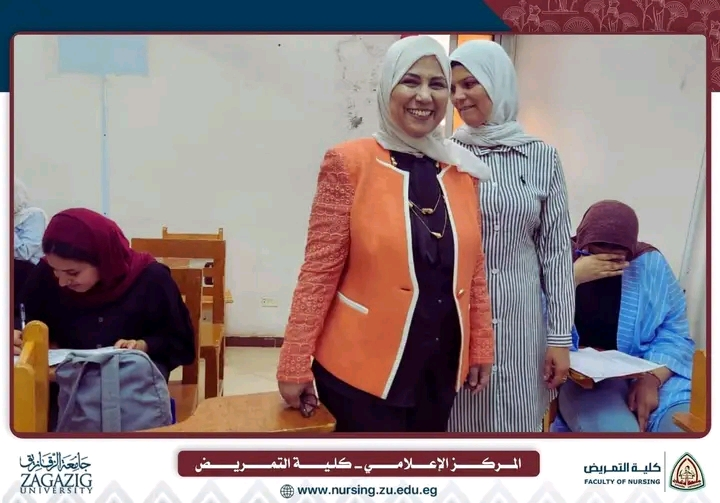 المركز الإعلامي - كلية التمريض
كلية التمريض
FACULTY OF NURSING
جامعة الزقازيق
ZAGAZIG
UNIVERSITY
www.nursing.zu.edu.eg